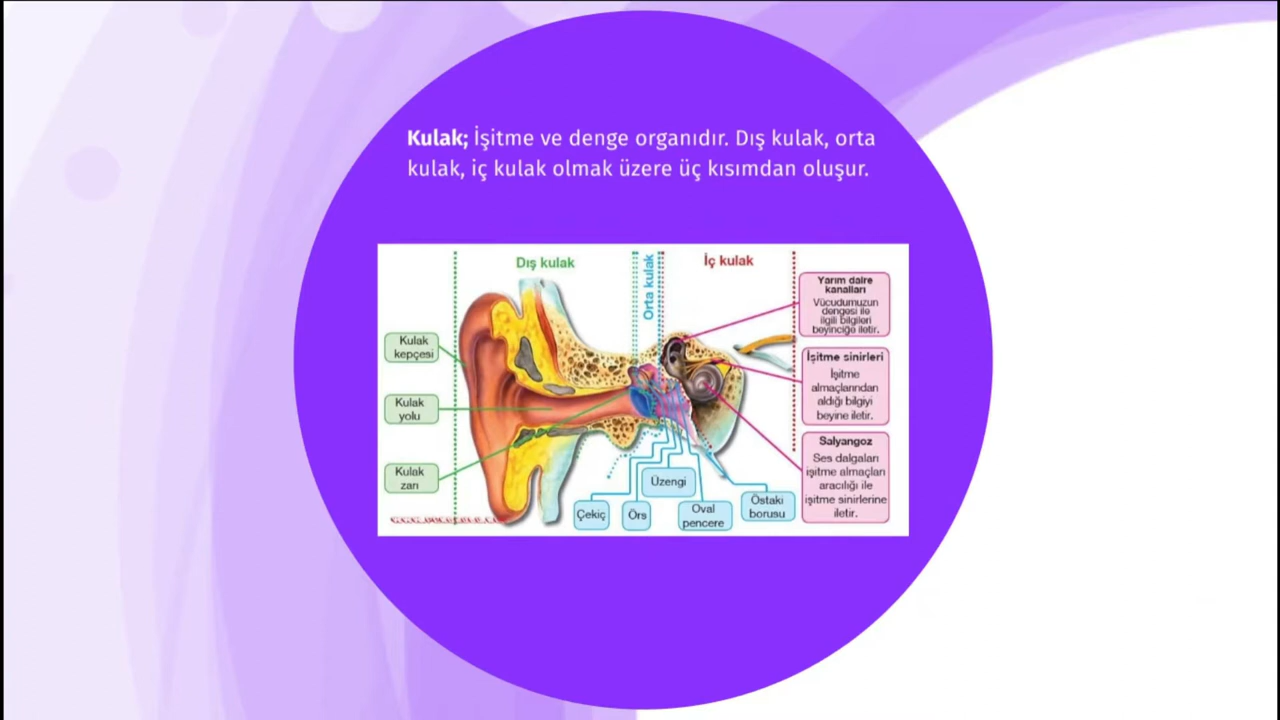 Kulak; İşitme ve denge organıdır. Dış kulak, orta
kulak, iç kulak olmak üzere üç kısımdan oluşur.
Dış kulak
Orta kulak
İç kulak
Kulak
kepçesi
Kulak
yolu
Kulak
zarı
Çekiç
Örs
Üzengi
Oval
pencere
Östaki
borusu
Yarım daire
kanalları
Vücudumuzun
dengesi ile
ilgili bilgileri
beyinciğe iletir.
İşitme sinirleri
İşitme
almaçlarından
aldığı bilgiyi
beyine iletir.
Salyangoz
Ses dalgaları
işitme almaçları
aracılığı ile
işitme sinirlerine
iletir.